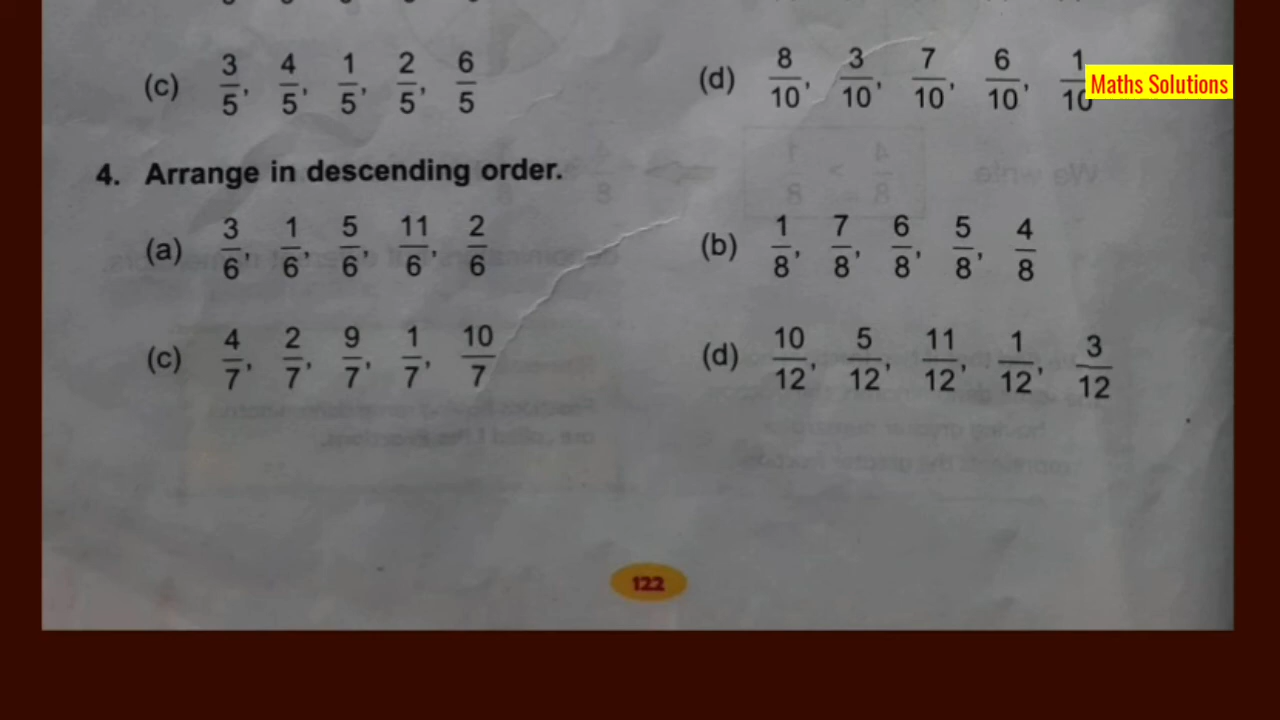 (c) 3/5, 4/5, 1/5, 2/5, 6/5
(d) 8/10, 3/10, 7/10, 6/10, 1/10
Maths Solutions
4. Arrange in descending order.
(a) 3/6, 1/6, 5/6, 11/6, 2/6
(b) 1/8, 7/8, 6/8, 5/8, 4/8
(c) 4/7, 2/7, 9/7, 1/7, 10/7
(d) 10/12, 5/12, 11/12, 1/12, 3/12
122